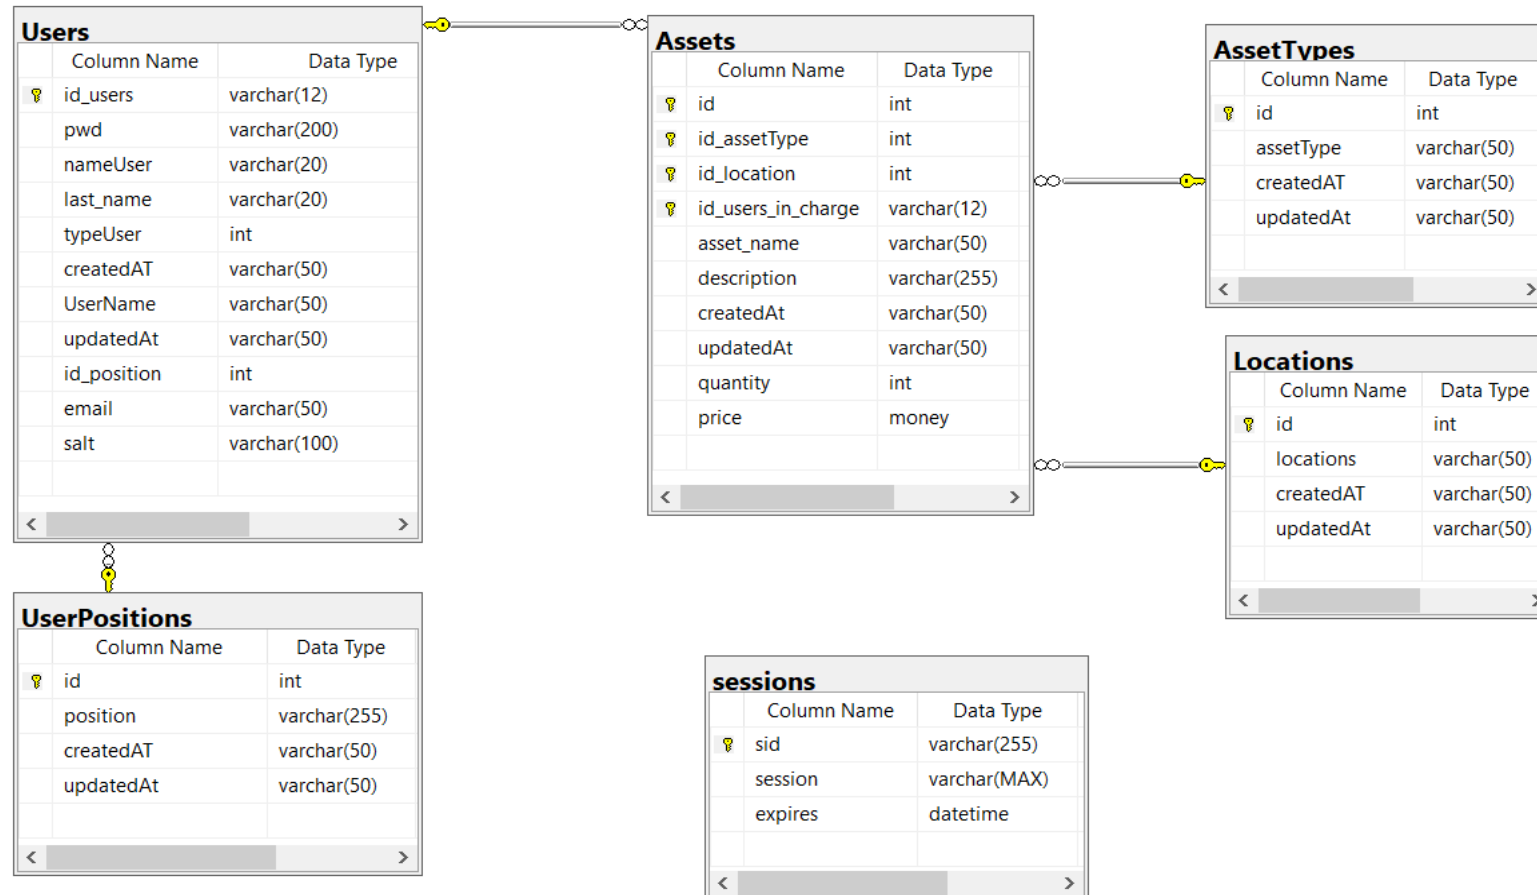 Users
Column Name Data Type
id_users varchar(12)
pwd varchar(200)
nameUser varchar(20)
last_name varchar(20)
typeUser int
createdAT varchar(50)
UserName varchar(50)
updatedAt varchar(50)
id_position int
email varchar(50)
salt varchar(100)
Assets
Column Name Data Type
id int
id_assetType int
id_location int
id_users_in_charge varchar(12)
asset_name varchar(50)
description varchar(255)
createdAt varchar(50)
updatedAt varchar(50)
quantity int
price money
AssetTypes
Column Name Data Type
id int
assetType varchar(50)
createdAT varchar(50)
updatedAt varchar(50)
Locations
Column Name Data Type
id int
locations varchar(50)
createdAT varchar(50)
updatedAt varchar(50)
UserPositions
Column Name Data Type
id int
position varchar(255)
createdAT varchar(50)
updatedAt varchar(50)
sessions
Column Name Data Type
sid varchar(255)
session varchar(MAX)
expires datetime